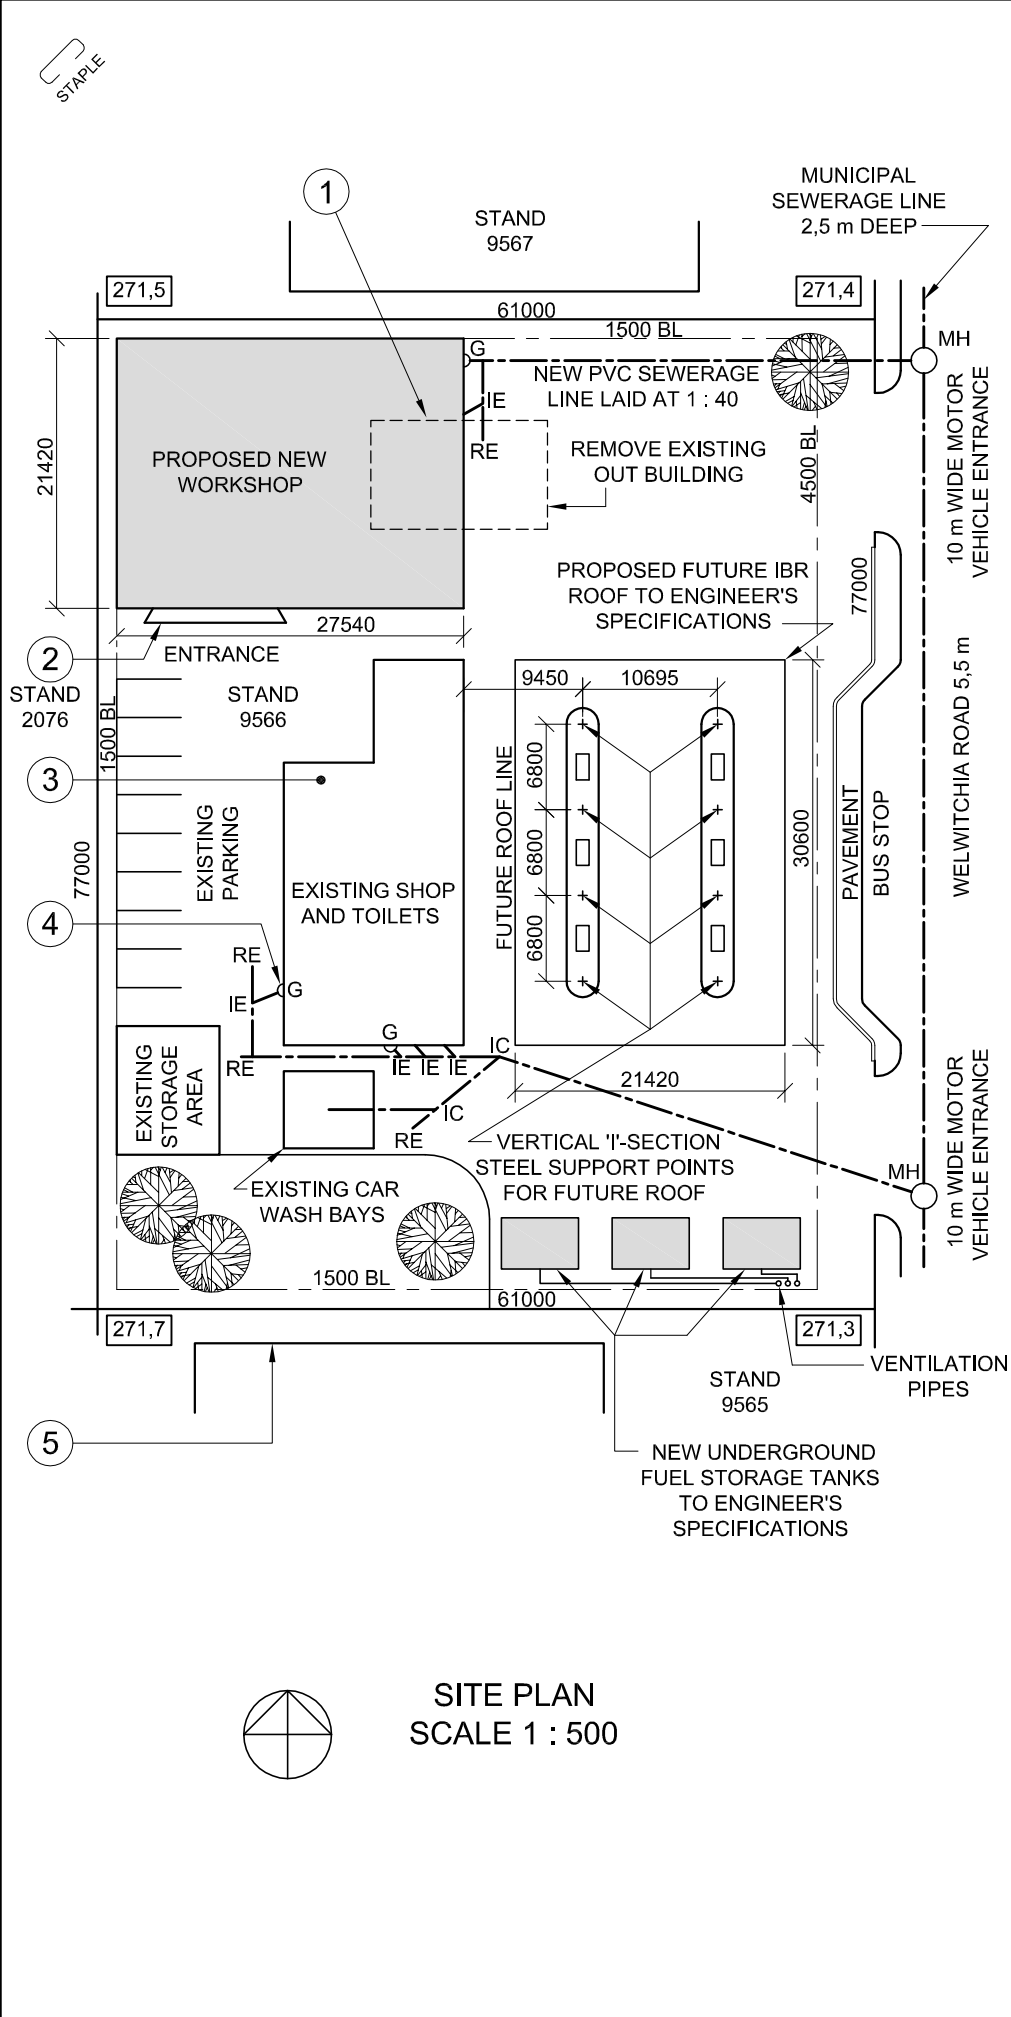 STAPLE
1
STAND
9567
MUNICIPAL
SEWERAGE LINE
2,5 m DEEP
271,5
271,4
61000
1500 BL
G
MH
NEW PVC SEWERAGE
LINE LAID AT 1 : 40
IE
RE
21420
PROPOSED NEW
WORKSHOP
REMOVE EXISTING
OUT BUILDING
4500 BL
10 m WIDE MOTOR
VEHICLE ENTRANCE
PROPOSED FUTURE IBR
ROOF TO ENGINEER'S
SPECIFICATIONS
77000
27540
2
ENTRANCE
STAND
2076
STAND
9566
1500 BL
9450
10695
WELWITCHIA ROAD 5,5 m
3
6800
6800
6800
FUTURE ROOF LINE
30600
PAVEMENT
BUS STOP
EXISTING
PARKING
77000
EXISTING SHOP
AND TOILETS
4
RE
IE
G
RE
G
IE
IE
IE
IC
EXISTING
STORAGE
AREA
21420
IC
RE
VERTICAL 'I'-SECTION
STEEL SUPPORT POINTS
FOR FUTURE ROOF
MH
10 m WIDE MOTOR
VEHICLE ENTRANCE
EXISTING CAR
WASH BAYS
1500 BL
61000
271,7
271,3
VENTILATION
PIPES
STAND
9565
5
NEW UNDERGROUND
FUEL STORAGE TANKS
TO ENGINEER'S
SPECIFICATIONS
SITE PLAN
SCALE 1 : 500